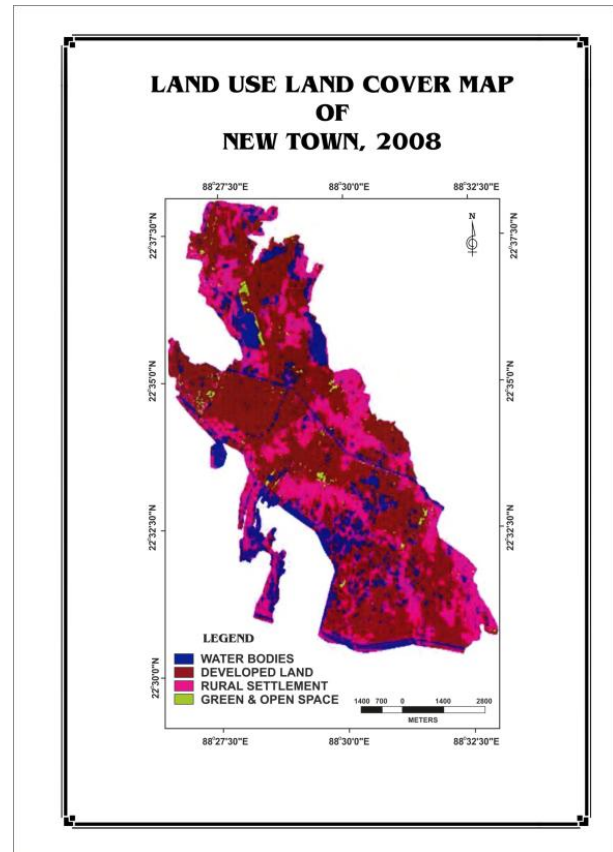 LAND USE LAND COVER MAP
OF
NEW TOWN, 2008
88°27'30"E 88°30'0"E 88°32'30"E
N
22°37'30"N 22°37'30"N
22°35'0"N 22°35'0"N
22°32'30"N 22°32'30"N
22°30'0"N 22°30'0"N
LEGEND
WATER BODIES
DEVELOPED LAND
RURAL SETTLEMENT
GREEN & OPEN SPACE
1400 700 0 1400 2800
METERS
88°27'30"E 88°30'0"E 88°32'30"E